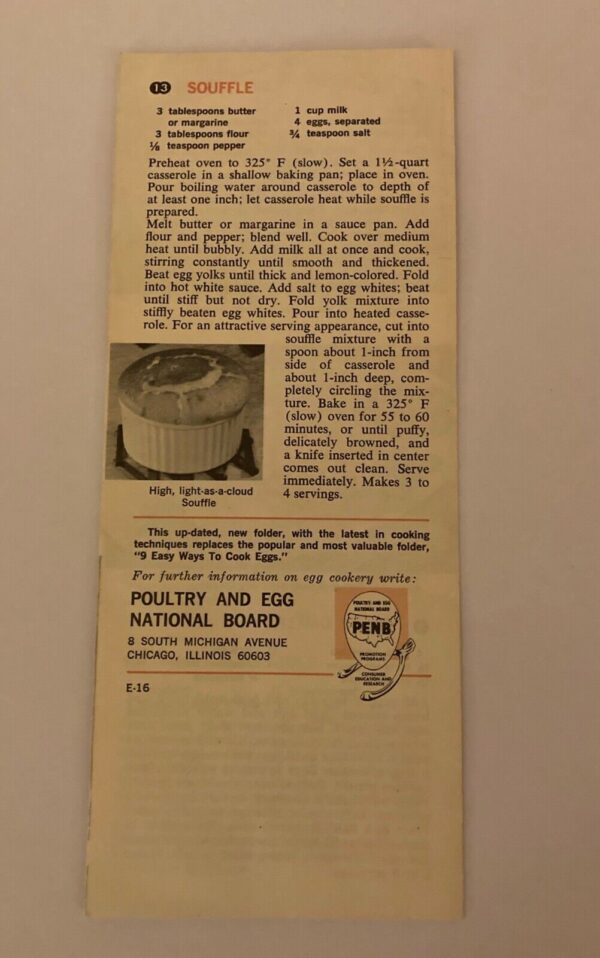 13 SOUFFLE
3 tablespoons butter
or margarine
3 tablespoons flour
⅛ teaspoon pepper
1 cup milk
4 eggs, separated
¾ teaspoon salt
Preheat oven to 325° F (slow). Set a 1½-quart
casserole in a shallow baking pan; place in oven.
Pour boiling water around casserole to depth of
at least one inch; let casserole heat while souffle is
prepared.
Melt butter or margarine in a sauce pan. Add
flour and pepper; blend well. Cook over medium
heat until bubbly. Add milk all at once and cook,
stirring constantly until smooth and thickened.
Beat egg yolks until thick and lemon-colored. Fold
into hot white sauce. Add salt to egg whites; beat
until stiff but not dry. Fold yolk mixture into
stiffly beaten egg whites. Pour into heated casse-
role. For an attractive serving appearance, cut into
souffle mixture with a
spoon about 1-inch from
side of casserole and
about 1-inch deep, com-
pletely circling the mix-
ture. Bake in a 325° F
(slow) oven for 55 to 60
minutes, or until puffy,
delicately browned, and
a knife inserted in center
comes out clean. Serve
immediately. Makes 3 to
4 servings.
High, light-as-a-cloud
Souffle
This up-dated, new folder, with the latest in cooking
techniques replaces the popular and most valuable folder,
"9 Easy Ways To Cook Eggs."
For further information on egg cookery write:
POULTRY AND EGG
NATIONAL BOARD
8 SOUTH MICHIGAN AVENUE
CHICAGO, ILLINOIS 60603
POULTRY AND EGG
NATIONAL BOARD
PENB
PROMOTION
PROGRAMS
CONSUMER
EDUCATION AND
RESEARCH
E-16